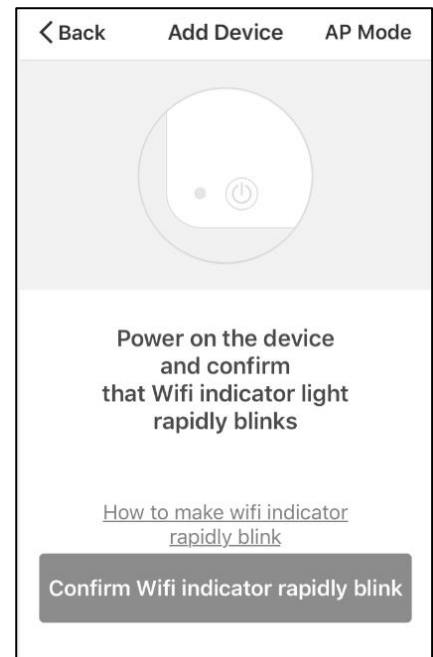 Back Add Device AP Mode
Power on the device
and confirm
that Wifi indicator light
rapidly blinks
How to make wifi indicator
rapidly blink
Confirm Wifi indicator rapidly blink